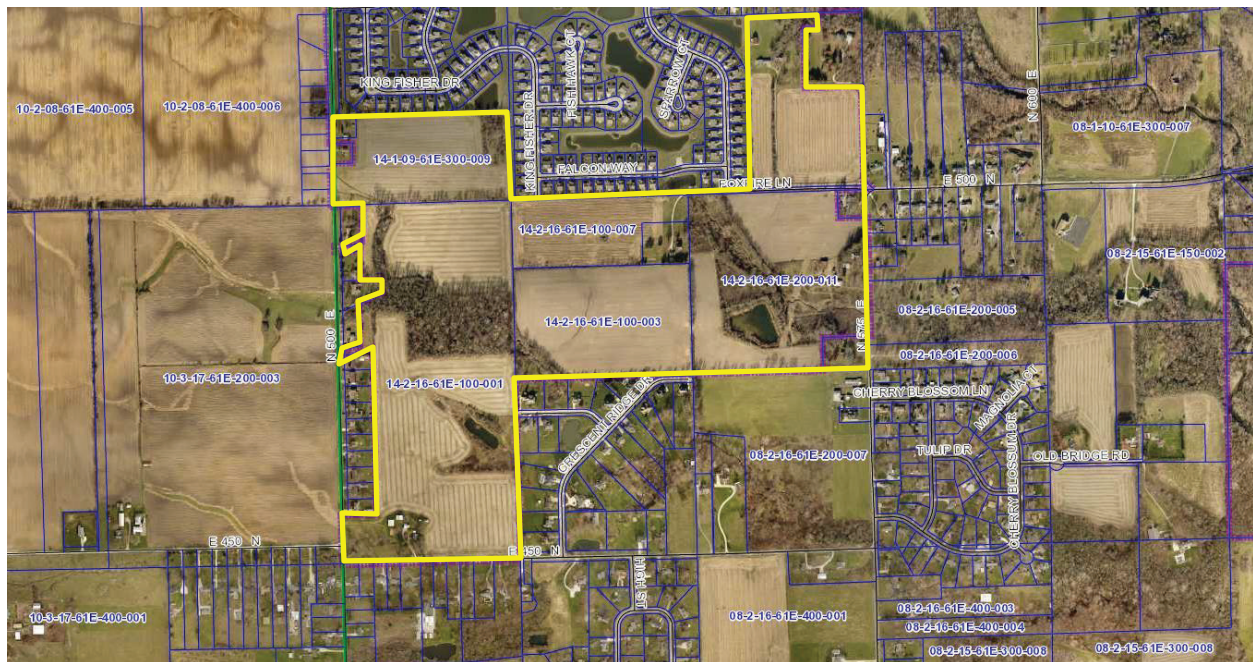 KING FISHER DR
FISH HAWK CT
SPARROW CT
10-2-08-61E-400-005
10-2-08-61E-400-006
KING FISHER DR
N 600 E
08-1-10-61E-300-007
14-1-09-61E-300-009
FALCON WAY
FOXFIRE LN
E 500 N
14-2-16-61E-100-007
08-2-15-61E-150-002
14-2-16-61E-200-011
08-2-16-61E-200-005
N 500 E
14-2-16-61E-100-003
N 575 E
08-2-16-61E-200-006
10-3-17-61E-200-003
14-2-16-61E-100-001
CRESCENT RIDGE DR
CHERRY BLOSSOM LN
MAGNOLIA CT
08-2-16-61E-200-007
TULIP DR
CHERRY BLOSSUM DR
OLD BRIDGE RD
E 450 N
E 450 N
HIGH ST
10-3-17-61E-400-001
08-2-16-61E-400-001
08-2-16-61E-400-003
08-2-16-61E-400-004
08-2-15-61E-300-008
08-2-15-61E-300-008